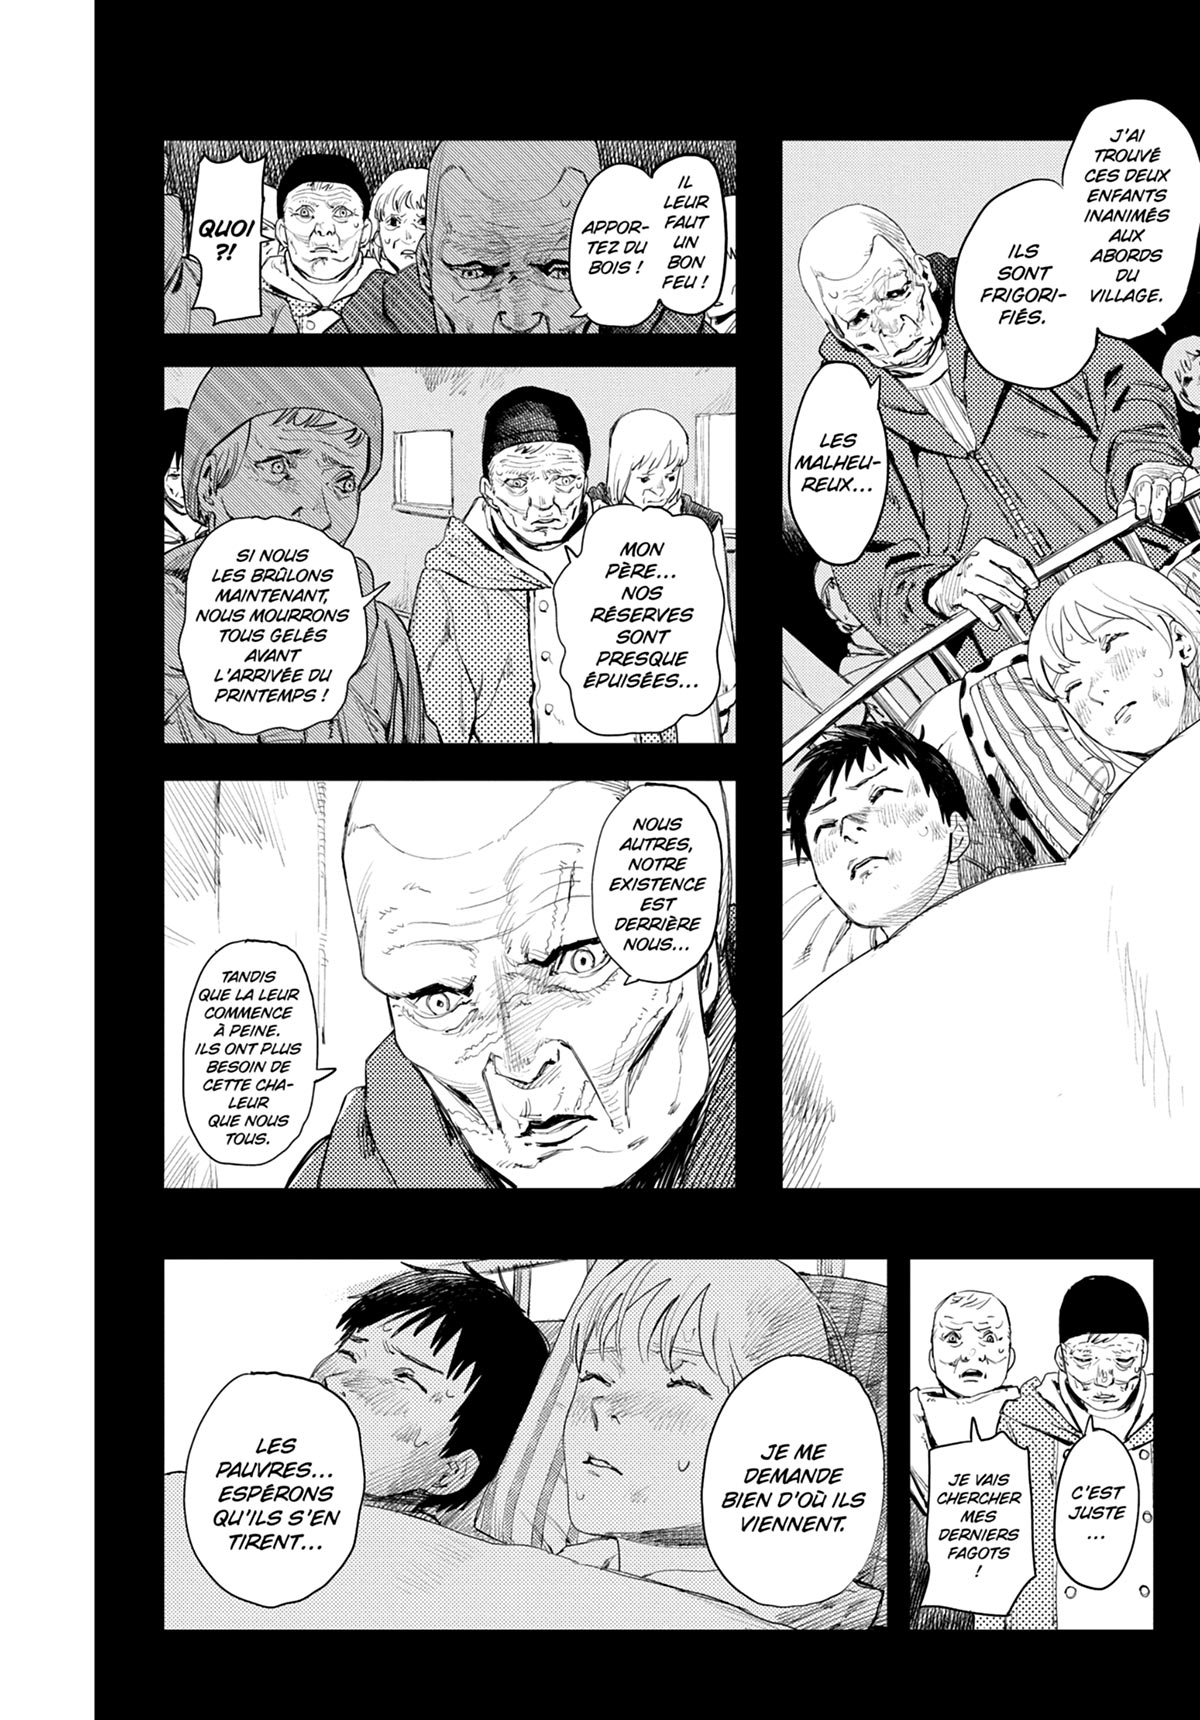 J'AI
TROUVÉ
CES DEUX
ENFANTS
INANIMÉS
AUX
ABORDS
DU
VILLAGE.
ILS
SONT
FRIGORI-
FIÉS.
LES
MALHEU-
REUX...
IL
LEUR
FAUT
UN
BON
FEU !
APPOR-
TEZ DU
BOIS !
QUOI
?!
MON
PÈRE...
NOS
RÉSERVES
SONT
PRESQUE
ÉPUISÉES...
SI NOUS
LES BRÛLONS
MAINTENANT,
NOUS MOURRONS
TOUS GELÉS
AVANT
L'ARRIVÉE DU
PRINTEMPS !
NOUS
AUTRES,
NOTRE
EXISTENCE
EST
DERRIÈRE
NOUS...
TANDIS
QUE LA LEUR
COMMENCE
À PEINE.
ILS ONT PLUS
BESOIN DE
CETTE CHA-
LEUR
QUE NOUS
TOUS.
C'EST
JUSTE
...
JE VAIS
CHERCHER
MES
DERNIERS
FAGOTS
!
JE ME
DEMANDE
BIEN D'OÙ ILS
VIENNENT.
LES
PAUVRES...
ESPÉRONS
QU'ILS S'EN
TIRENT...